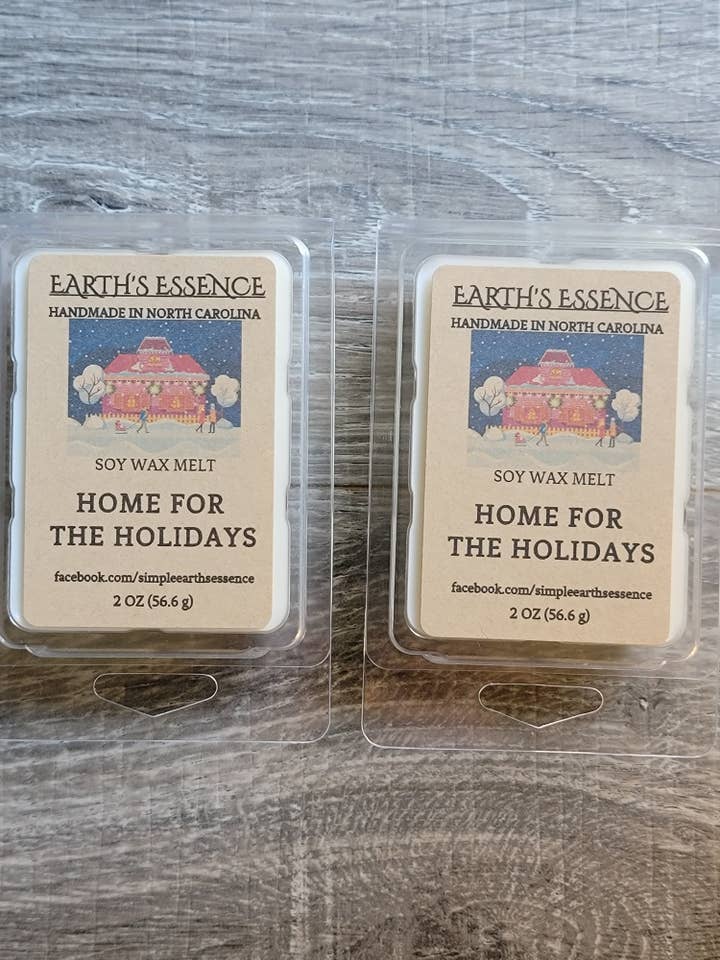 EARTH'S ESSENCE
HANDMADE IN NORTH CAROLINA
SOY WAX MELT
HOME FOR
THE HOLIDAYS
facebook.com/simpleearthsessence
2 OZ (56.6 g)
EARTH'S ESSENCE
HANDMADE IN NORTH CAROLINA
SOY WAX MELT
HOME FOR
THE HOLIDAYS
facebook.com/simpleearthsessence
2 OZ (56.6 g)